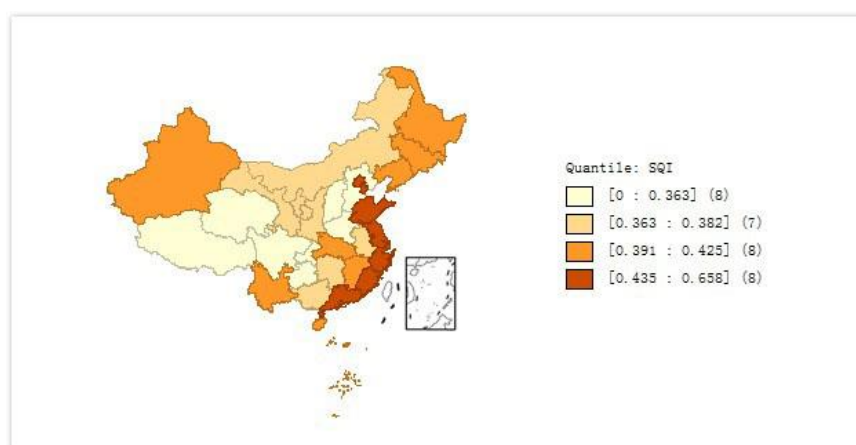 Quantile: SQI
[0 : 0.363] (8)
[0.363 : 0.382] (7)
[0.391 : 0.425] (8)
[0.435 : 0.658] (8)